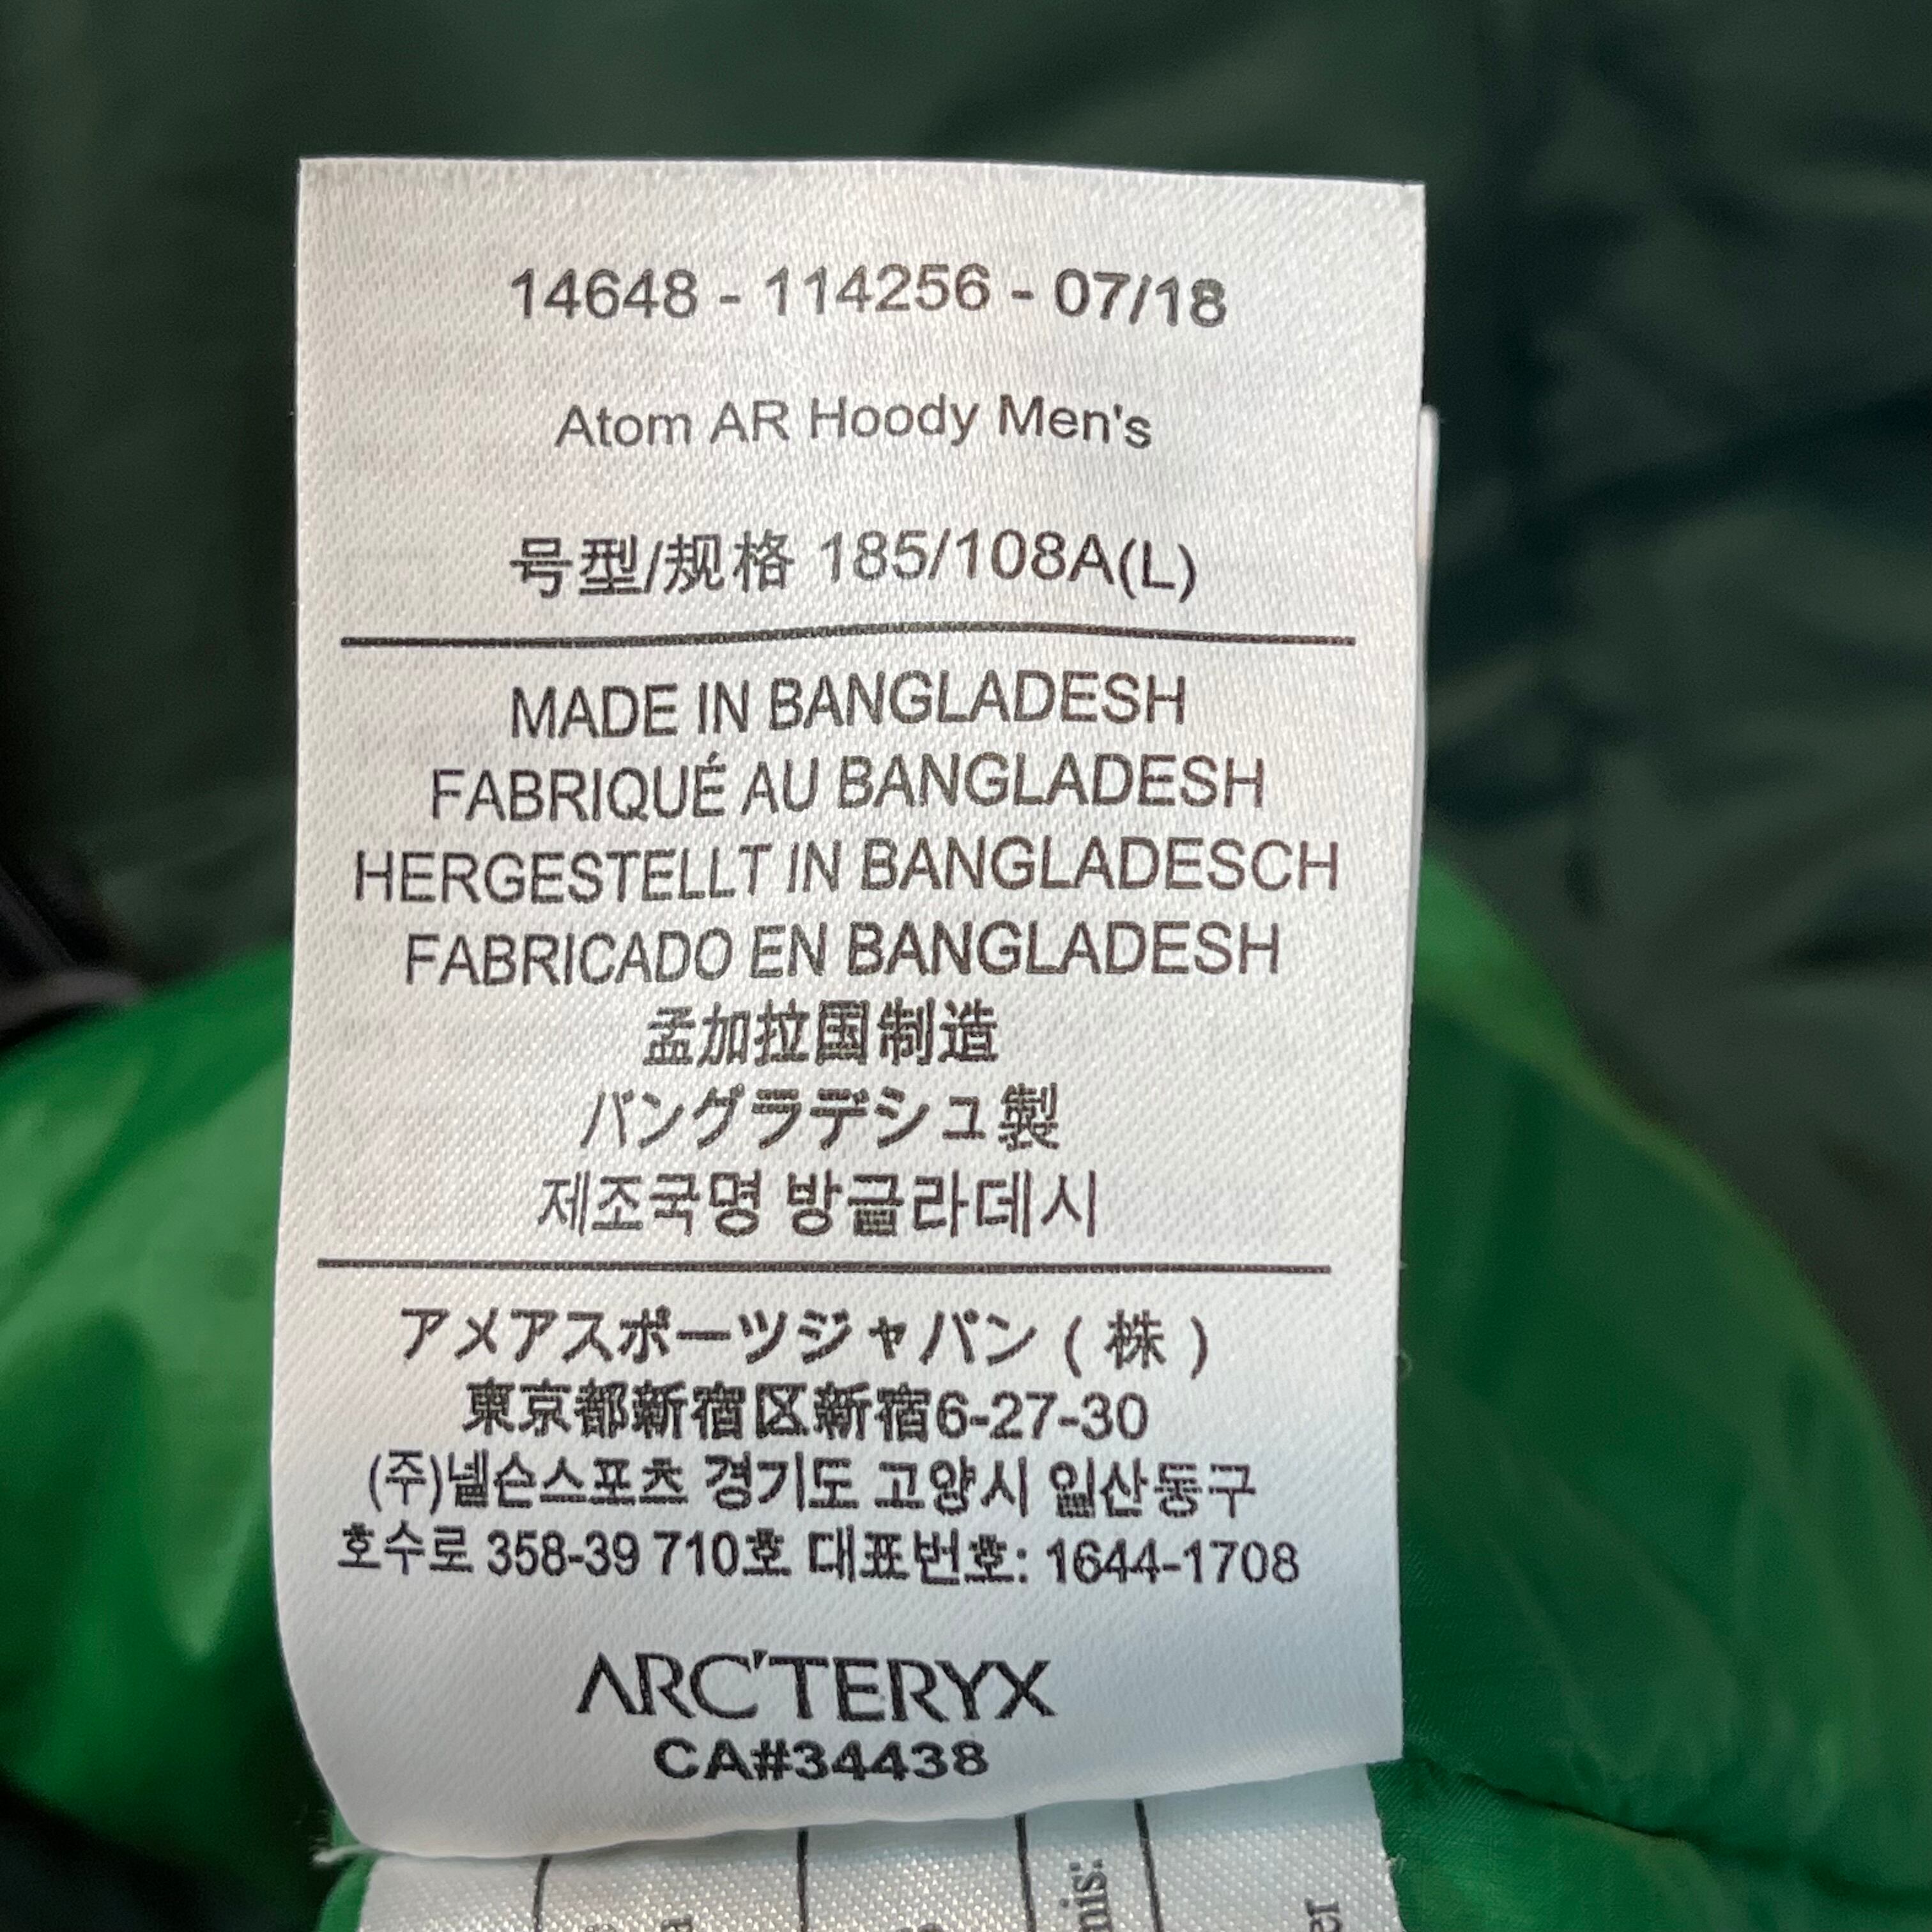 14648 - 114256 - 07/18
Atom AR Hoody Men's
号型/规格 185/108A(L)
MADE IN BANGLADESH
FABRIQUÉ AU BANGLADESH
HERGESTELLT IN BANGLADESCH
FABRICADO EN BANGLADESH
孟加拉国制造
バングラデシュ製
제조국명 방글라데시
アメアスポーツジャパン ( 株 )
東京都新宿区新宿6-27-30
(주)넬슨스포츠 경기도 고양시 일산동구
호수로 358-39 710호 대표번호: 1644-1708
ARC'TERYX
CA#34438